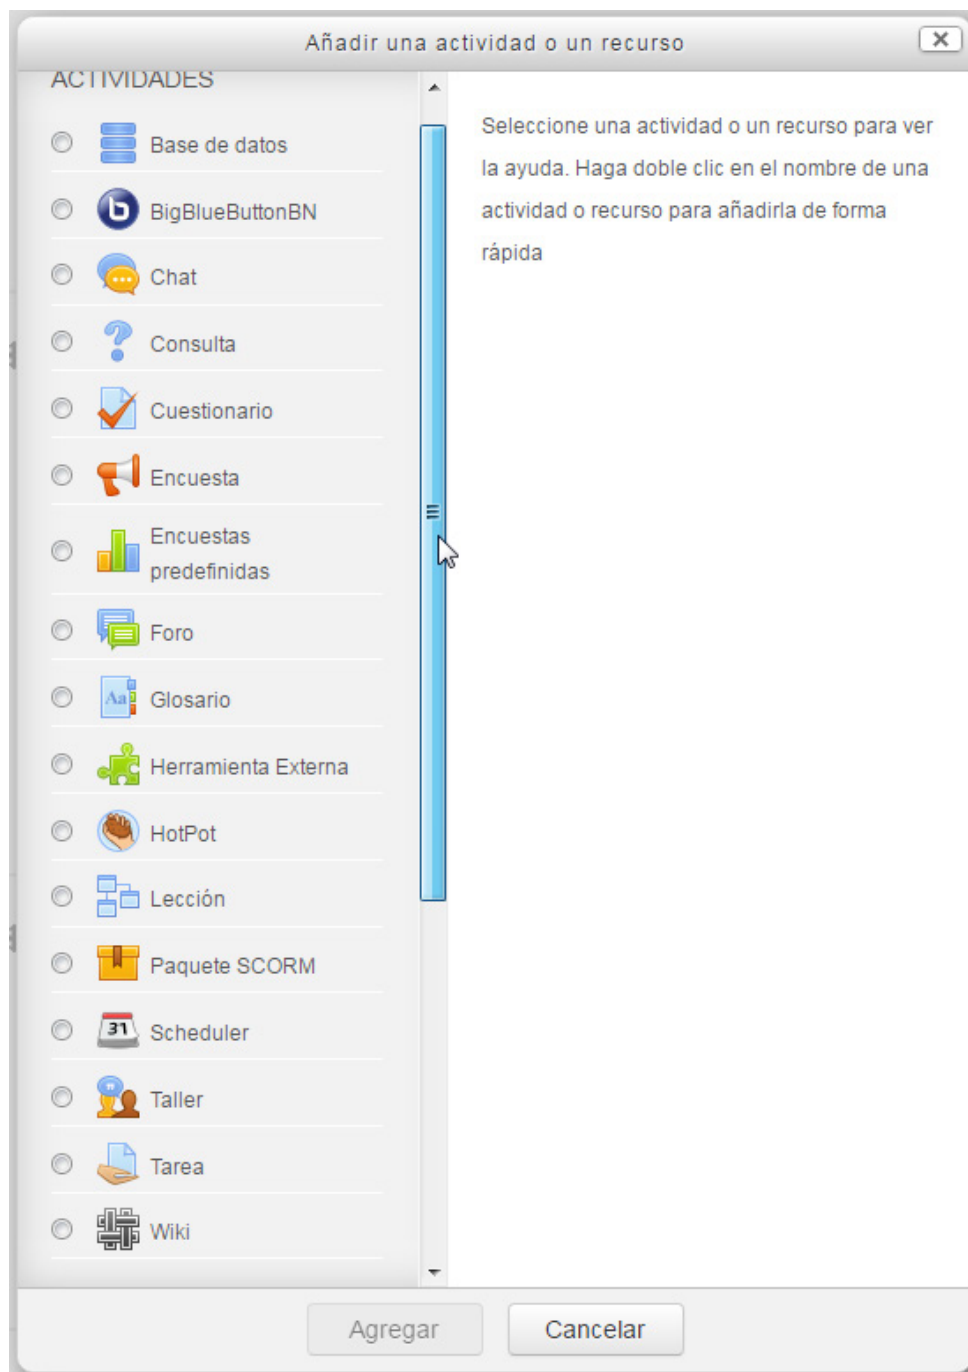 Añadir una actividad o un recurso
ACTIVIDADES
Base de datos
BigBlueButtonBN
Chat
Consulta
Cuestionario
Encuesta
Encuestas
predefinidas
Foro
Glosario
Herramienta Externa
HotPot
Lección
Paquete SCORM
31
Scheduler
Taller
Tarea
Wiki
Seleccione una actividad o un recurso para ver
la ayuda. Haga doble clic en el nombre de una
actividad o recurso para añadirla de forma
rápida
Agregar
Cancelar